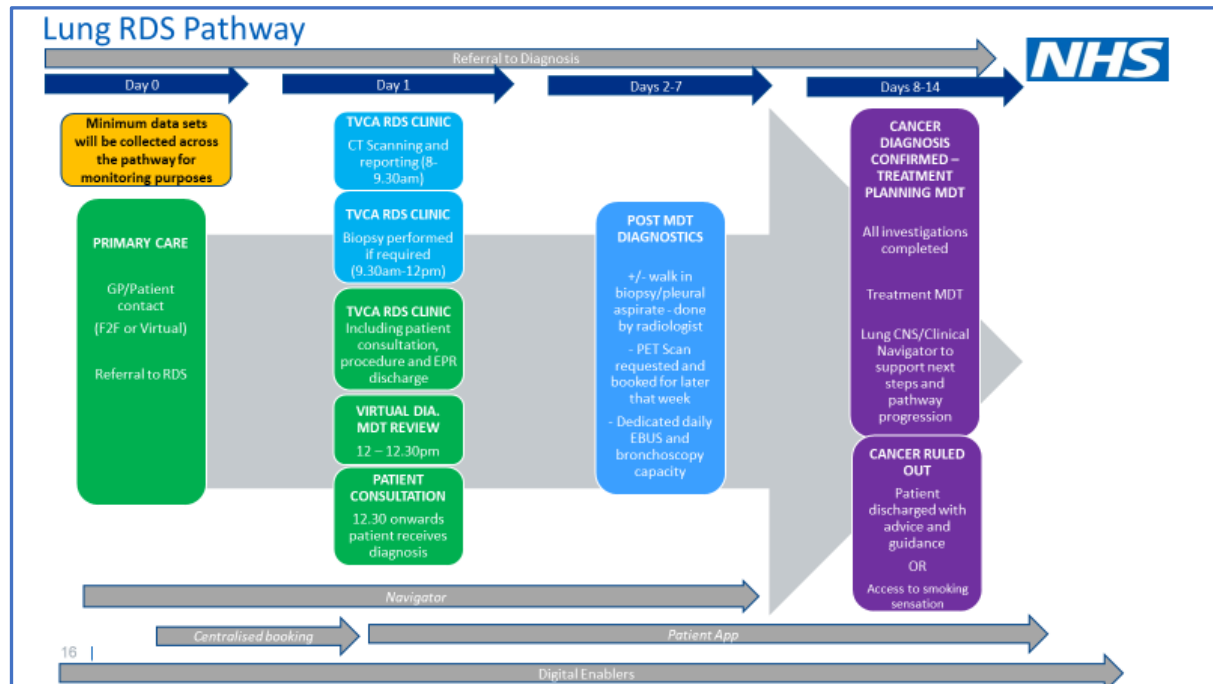 Lung RDS Pathway
NHS
Referral to Diagnosis
Day 0
Day 1
Days 2-7
Days 8-14
Minimum data sets
will be collected across
the pathway for
monitoring purposes
PRIMARY CARE
GP/Patient
contact
(F2F or Virtual)
Referral to RDS
TVCA RDS CLINIC
CT Scanning and
reporting (8-
9.30am)
TVCA RDS CLINIC
Biopsy performed
if required
(9.30am-12pm)
TVCA RDS CLINIC
Including patient
consultation,
procedure and EPR
discharge
VIRTUAL DIA.
MDT REVIEW
12 – 12.30pm
PATIENT
CONSULTATION
12.30 onwards
patient receives
diagnosis
POST MDT
DIAGNOSTICS
+/- walk in
biopsy/pleural
aspirate - done
by radiologist
- PET Scan
requested and
booked for later
that week
- Dedicated daily
EBUS and
bronchoscopy
capacity
CANCER
DIAGNOSIS
CONFIRMED –
TREATMENT
PLANNING MDT
All investigations
completed
Treatment MDT
Lung CNS/Clinical
Navigator to
support next
steps and
pathway
progression
CANCER RULED
OUT
Patient
discharged with
advice and
guidance
OR
Access to smoking
sensation
Navigator
Centralised booking
Patient App
16 |
Digital Enablers